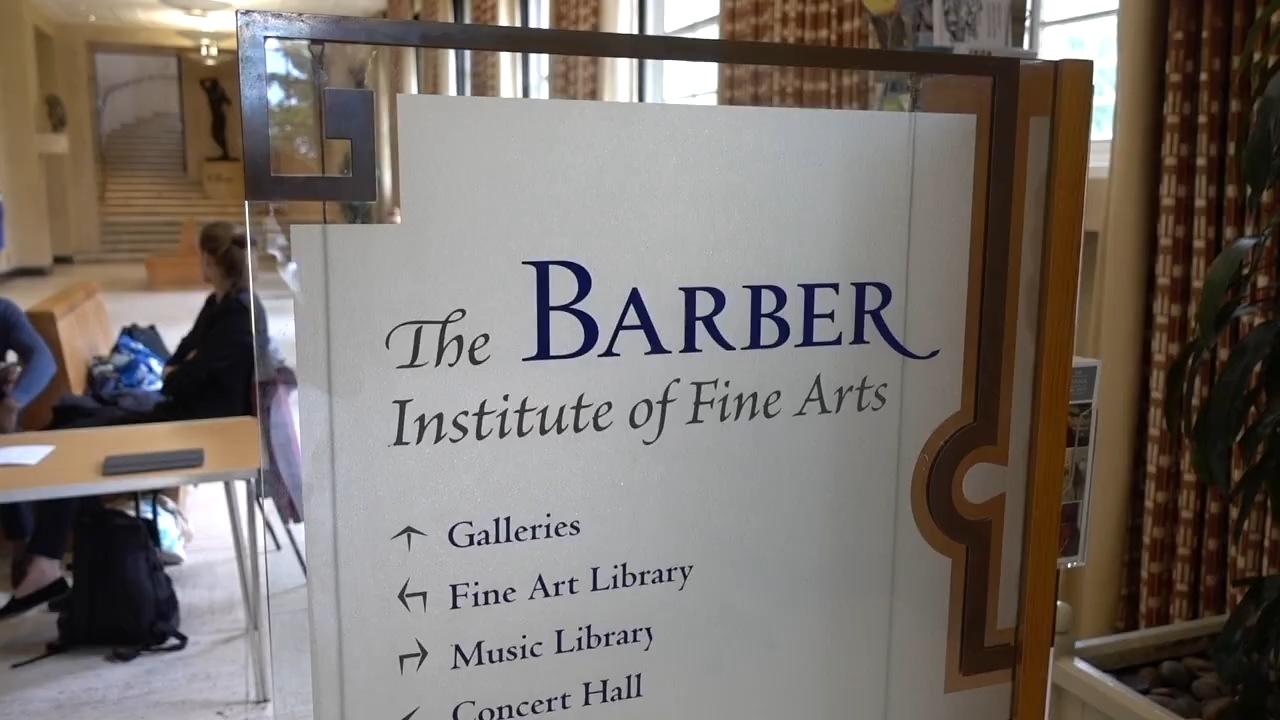 The BARBER
Institute of Fine Arts
Galleries
Fine Art Library
Music Library
Concert Hall